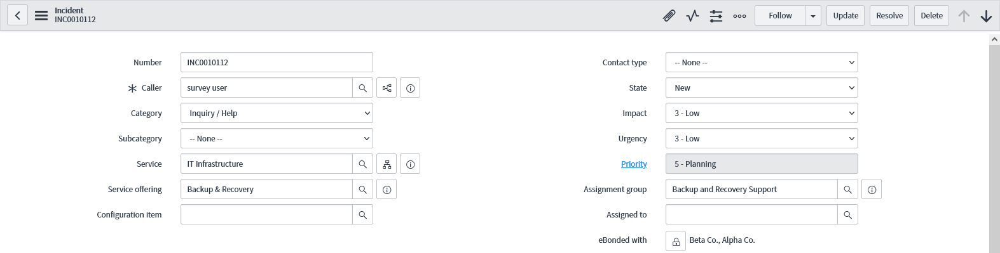 Incident
INC0010112
Follow
Update
Resolve
Delete
Number
INC0010112
Caller
survey user
Category
Inquiry / Help
Subcategory
-- None --
Service
IT Infrastructure
Service offering
Backup & Recovery
Configuration item
Contact type
-- None --
State
New
Impact
3 - Low
Urgency
3 - Low
Priority
5 - Planning
Assignment group
Backup and Recovery Support
Assigned to
eBonded with
Beta Co., Alpha Co.